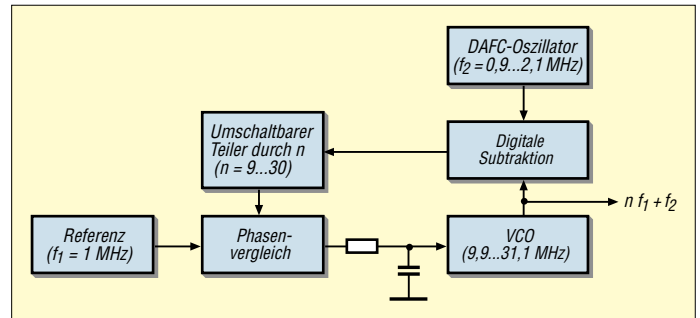 DAFC-Oszillator
(f2 = 0,9...2,1 MHz)
Umschaltbarer
Teiler durch n
(n = 9...30)
Digitale
Subtraktion
n f1 + f2
Referenz
(f1 = 1 MHz)
Phasen-
vergleich
VCO
(9,9...31,1 MHz)